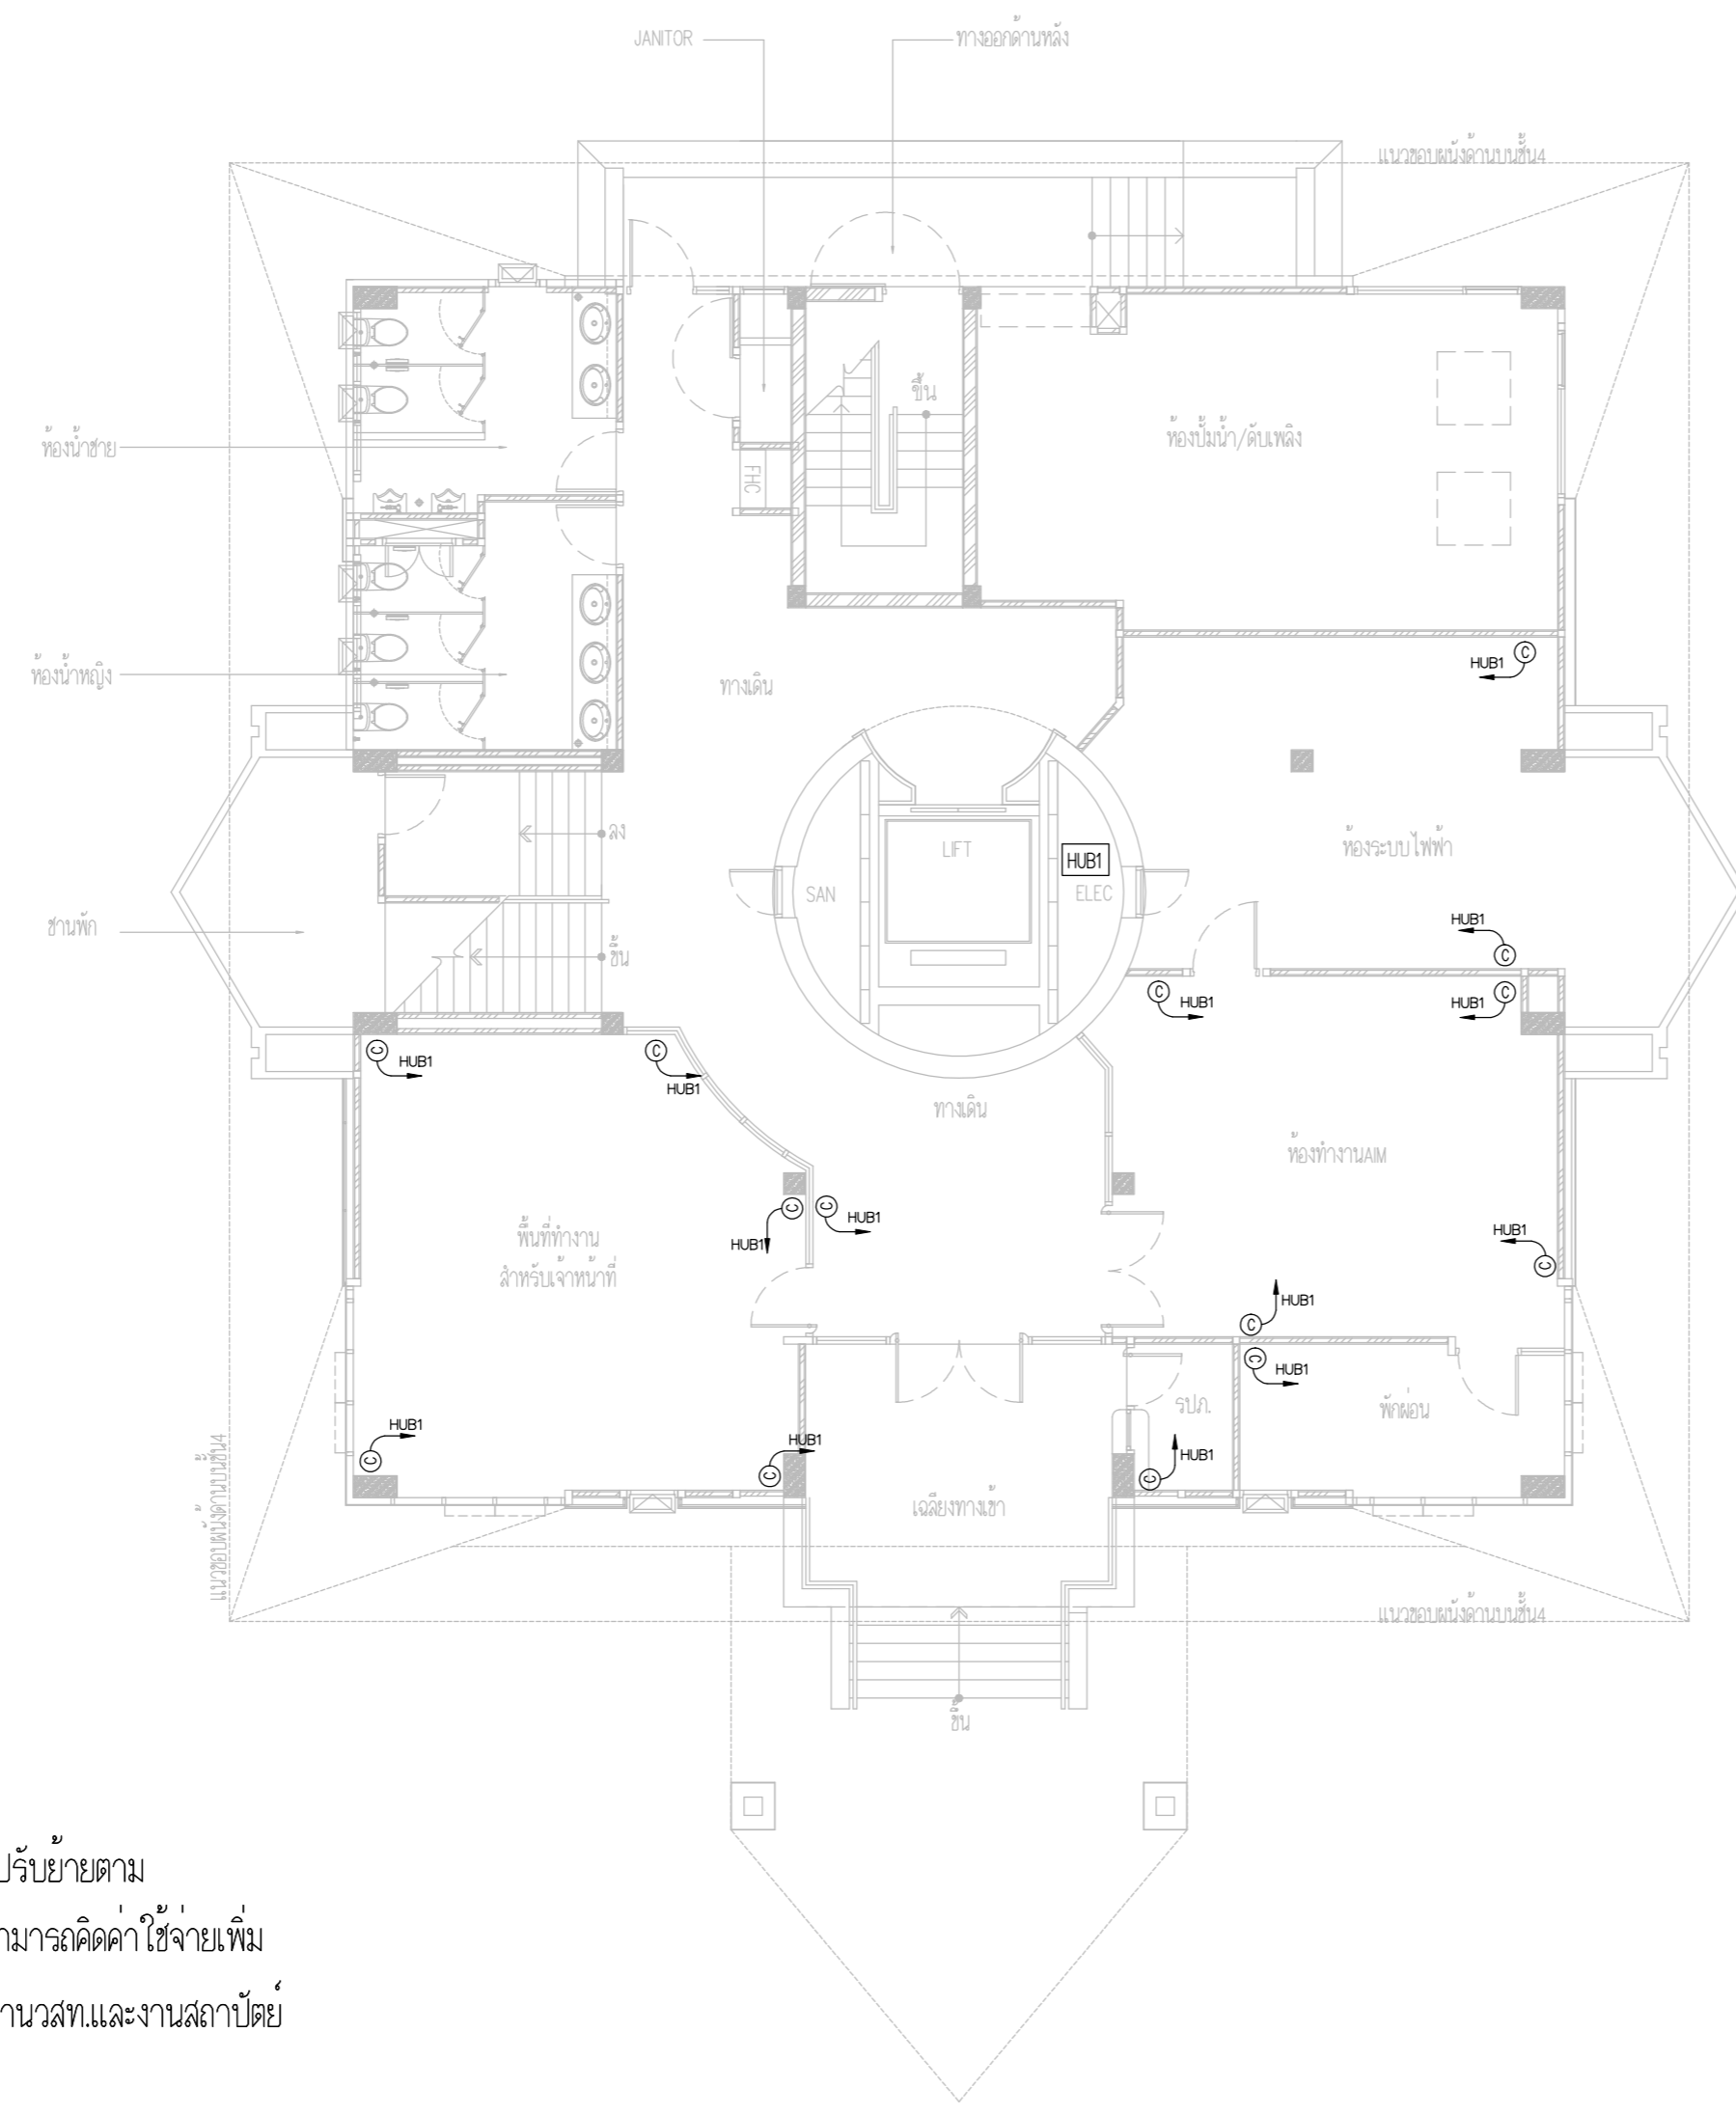 JANITOR
ทางออกด้านหลัง
แนวขอบผนังด้านบนชั้น4
ขึ้น
ห้องน้ำชาย
ห้องปั๊มน้ำ/ดับเพลิง
FHC
ห้องน้ำหญิง
ทางเดิน
HUB1
C
ลง
LIFT
HUB1
ห้องระบบไฟฟ้า
SAN
ELEC
ชานพัก
ขึ้น
HUB1
C
C
HUB1
HUB1
C
C
HUB1
C
HUB1
ทางเดิน
ห้องทำงานAIM
พื้นที่ทำงาน
สำหรับเจ้าหน้าที่
C
HUB1
C
HUB1
HUB1
C
C
HUB1
C
HUB1
รปภ.
พักผ่อน
HUB1
C
HUB1
C
C
HUB1
แนวขอบผนังด้านบนชั้น4
เฉลียงทางเข้า
แนวขอบผนังด้านบนชั้น4
ขึ้น
ปรับย้ายตาม
ามารถคิดค่าใช้จ่ายเพิ่ม
านวสท.และงานสถาปัตย์